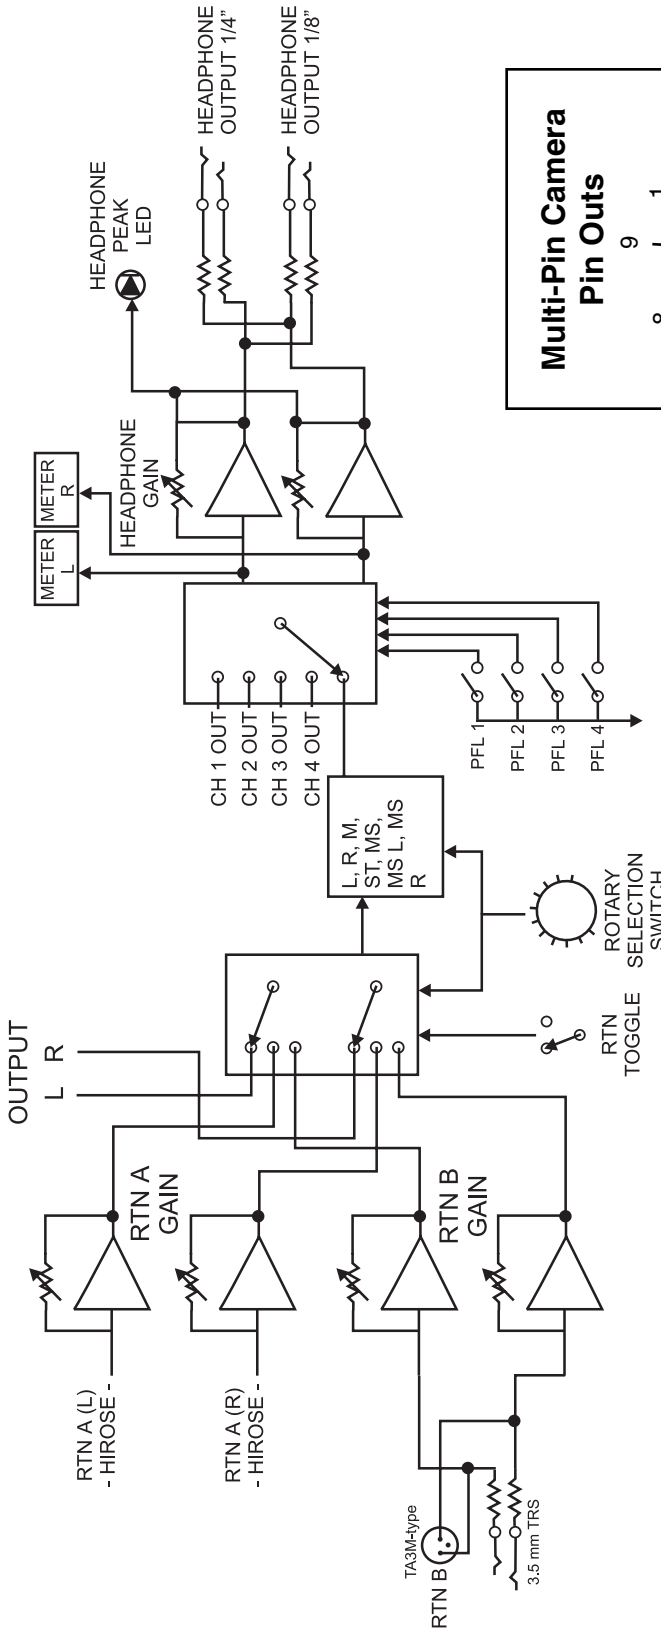 OUTPUT
L R
RTN A (L)
- HIROSE -
RTN A (R)
- HIROSE -
RTN A
GAIN
RTN B
GAIN
TA3M-type
RTN B
3.5 mm TRS
RTN
TOGGLE
ROTARY
SELECTION
SWITCH
L, R, M,
ST, MS,
MS L, MS
R
CH 1 OUT
CH 2 OUT
CH 3 OUT
CH 4 OUT
PFL 1
PFL 2
PFL 3
PFL 4
METER
L
METER
R
HEADPHONE
GAIN
HEADPHONE
PEAK
LED
HEADPHONE
OUTPUT 1/4"
HEADPHONE
OUTPUT 1/8"
Multi-Pin Camera
Pin Outs
9
8 1